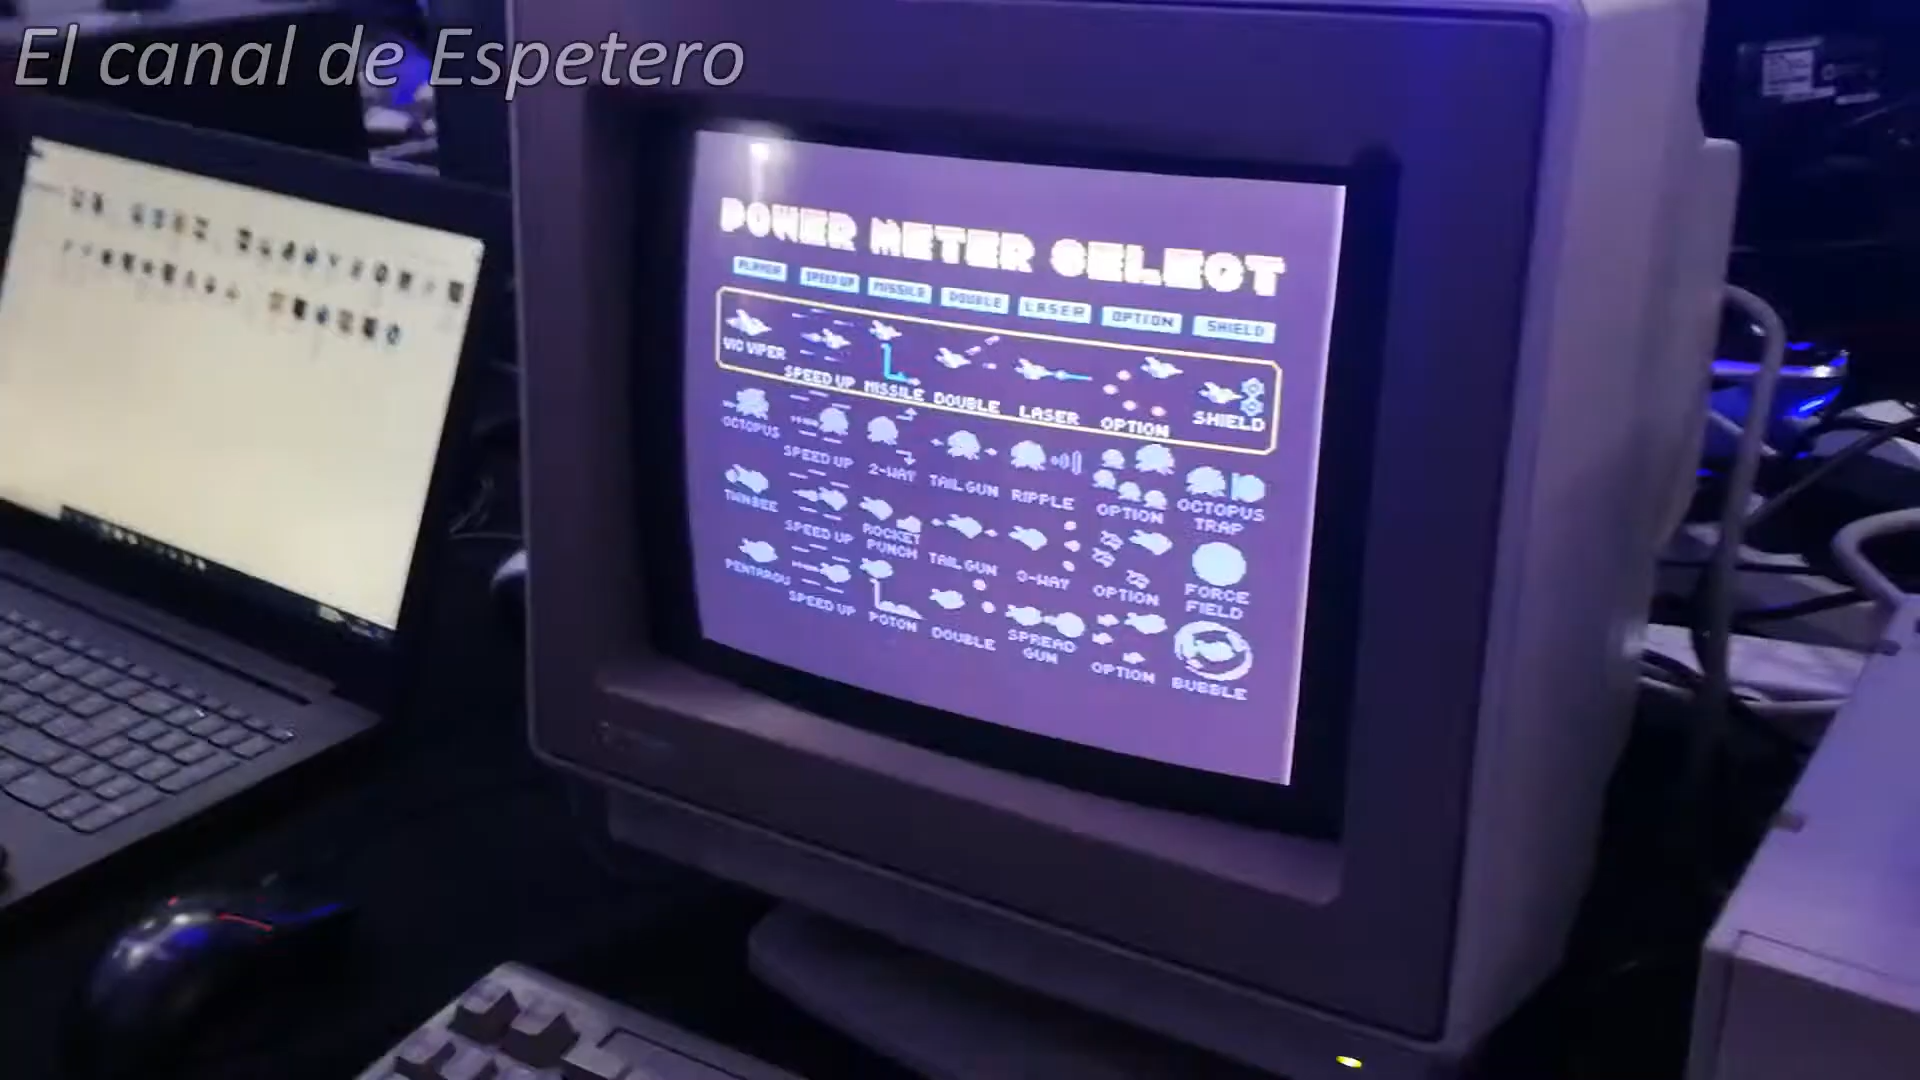 El canal de Espetero
POWER METER SELECT
PLAYER SPEED UP MISSILE DOUBLE LASER OPTION SHIELD
VIC VIPER SPEED UP MISSILE DOUBLE LASER OPTION SHIELD
OCTOPUS SPEED UP 2-WAY TAIL GUN RIPPLE OPTION OCTOPUS TRAP
TWINBEE SPEED UP ROCKET PUNCH TAIL GUN 3-WAY OPTION FORCE FIELD
PENTAROU SPEED UP POTON DOUBLE SPREAD GUN OPTION BUBBLE